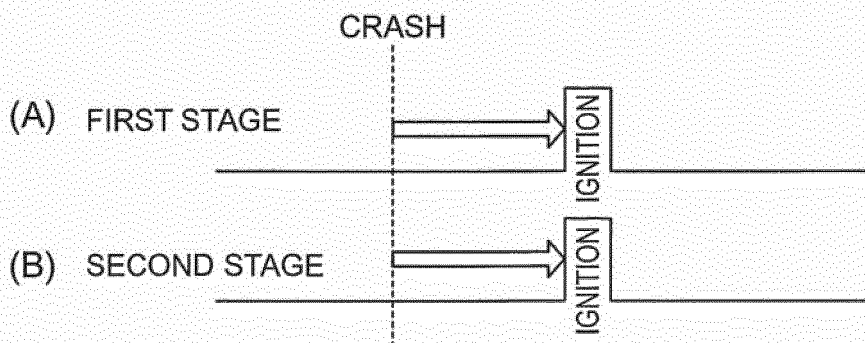 CRASH
(A) FIRST STAGE
IGNITION
(B) SECOND STAGE
IGNITION